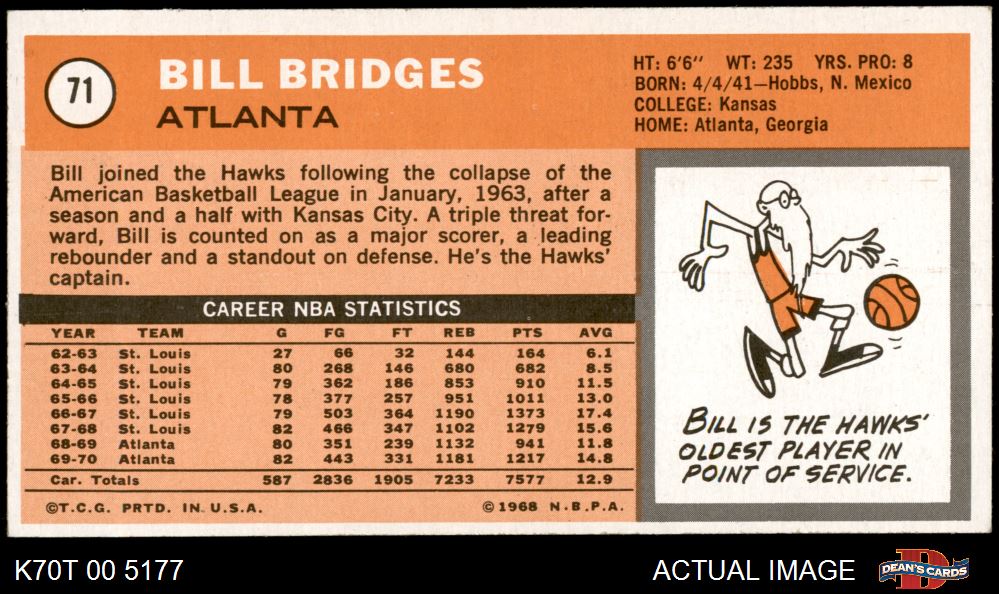 71
BILL BRIDGES
ATLANTA
HT: 6'6" WT: 235 YRS. PRO: 8
BORN: 4/4/41—Hobbs, N. Mexico
COLLEGE: Kansas
HOME: Atlanta, Georgia
Bill joined the Hawks following the collapse of the
American Basketball League in January, 1963, after a
season and a half with Kansas City. A triple threat for-
ward, Bill is counted on as a major scorer, a leading
rebounder and a standout on defense. He's the Hawks'
captain.
CAREER NBA STATISTICS
YEAR TEAM G FG FT REB PTS AVG
62-63 St. Louis 27 66 32 144 164 6.1
63-64 St. Louis 80 268 146 680 682 8.5
64-65 St. Louis 79 362 186 853 910 11.5
65-66 St. Louis 78 377 257 951 1011 13.0
66-67 St. Louis 79 503 364 1190 1373 17.4
67-68 St. Louis 82 466 347 1102 1279 15.6
68-69 Atlanta 80 351 239 1132 941 11.8
69-70 Atlanta 82 443 331 1181 1217 14.8
Car. Totals 587 2836 1905 7233 7577 12.9
©T.C.G. PRTD. IN U.S.A. ©1968 N.B.P.A.
BILL IS THE HAWKS'
OLDEST PLAYER IN
POINT OF SERVICE.
K70T 00 5177
ACTUAL IMAGE
D
DEAN'S CARDS